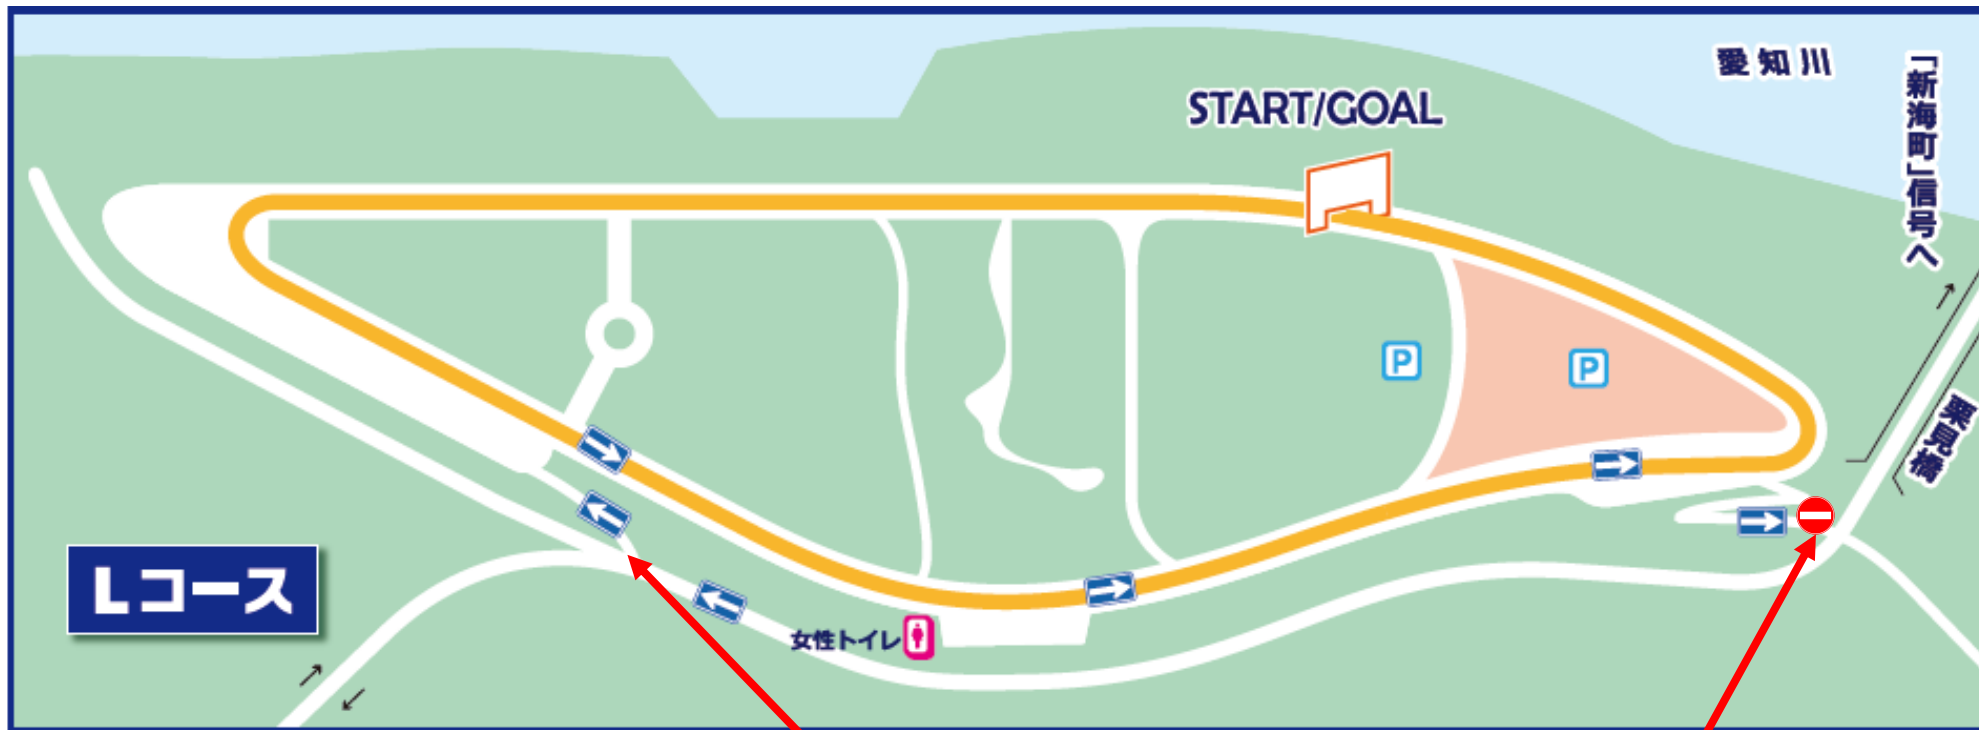 愛知川
START/GOAL
「新海町」信号へ
P
P
栗見橋
Lコース
女性トイレ